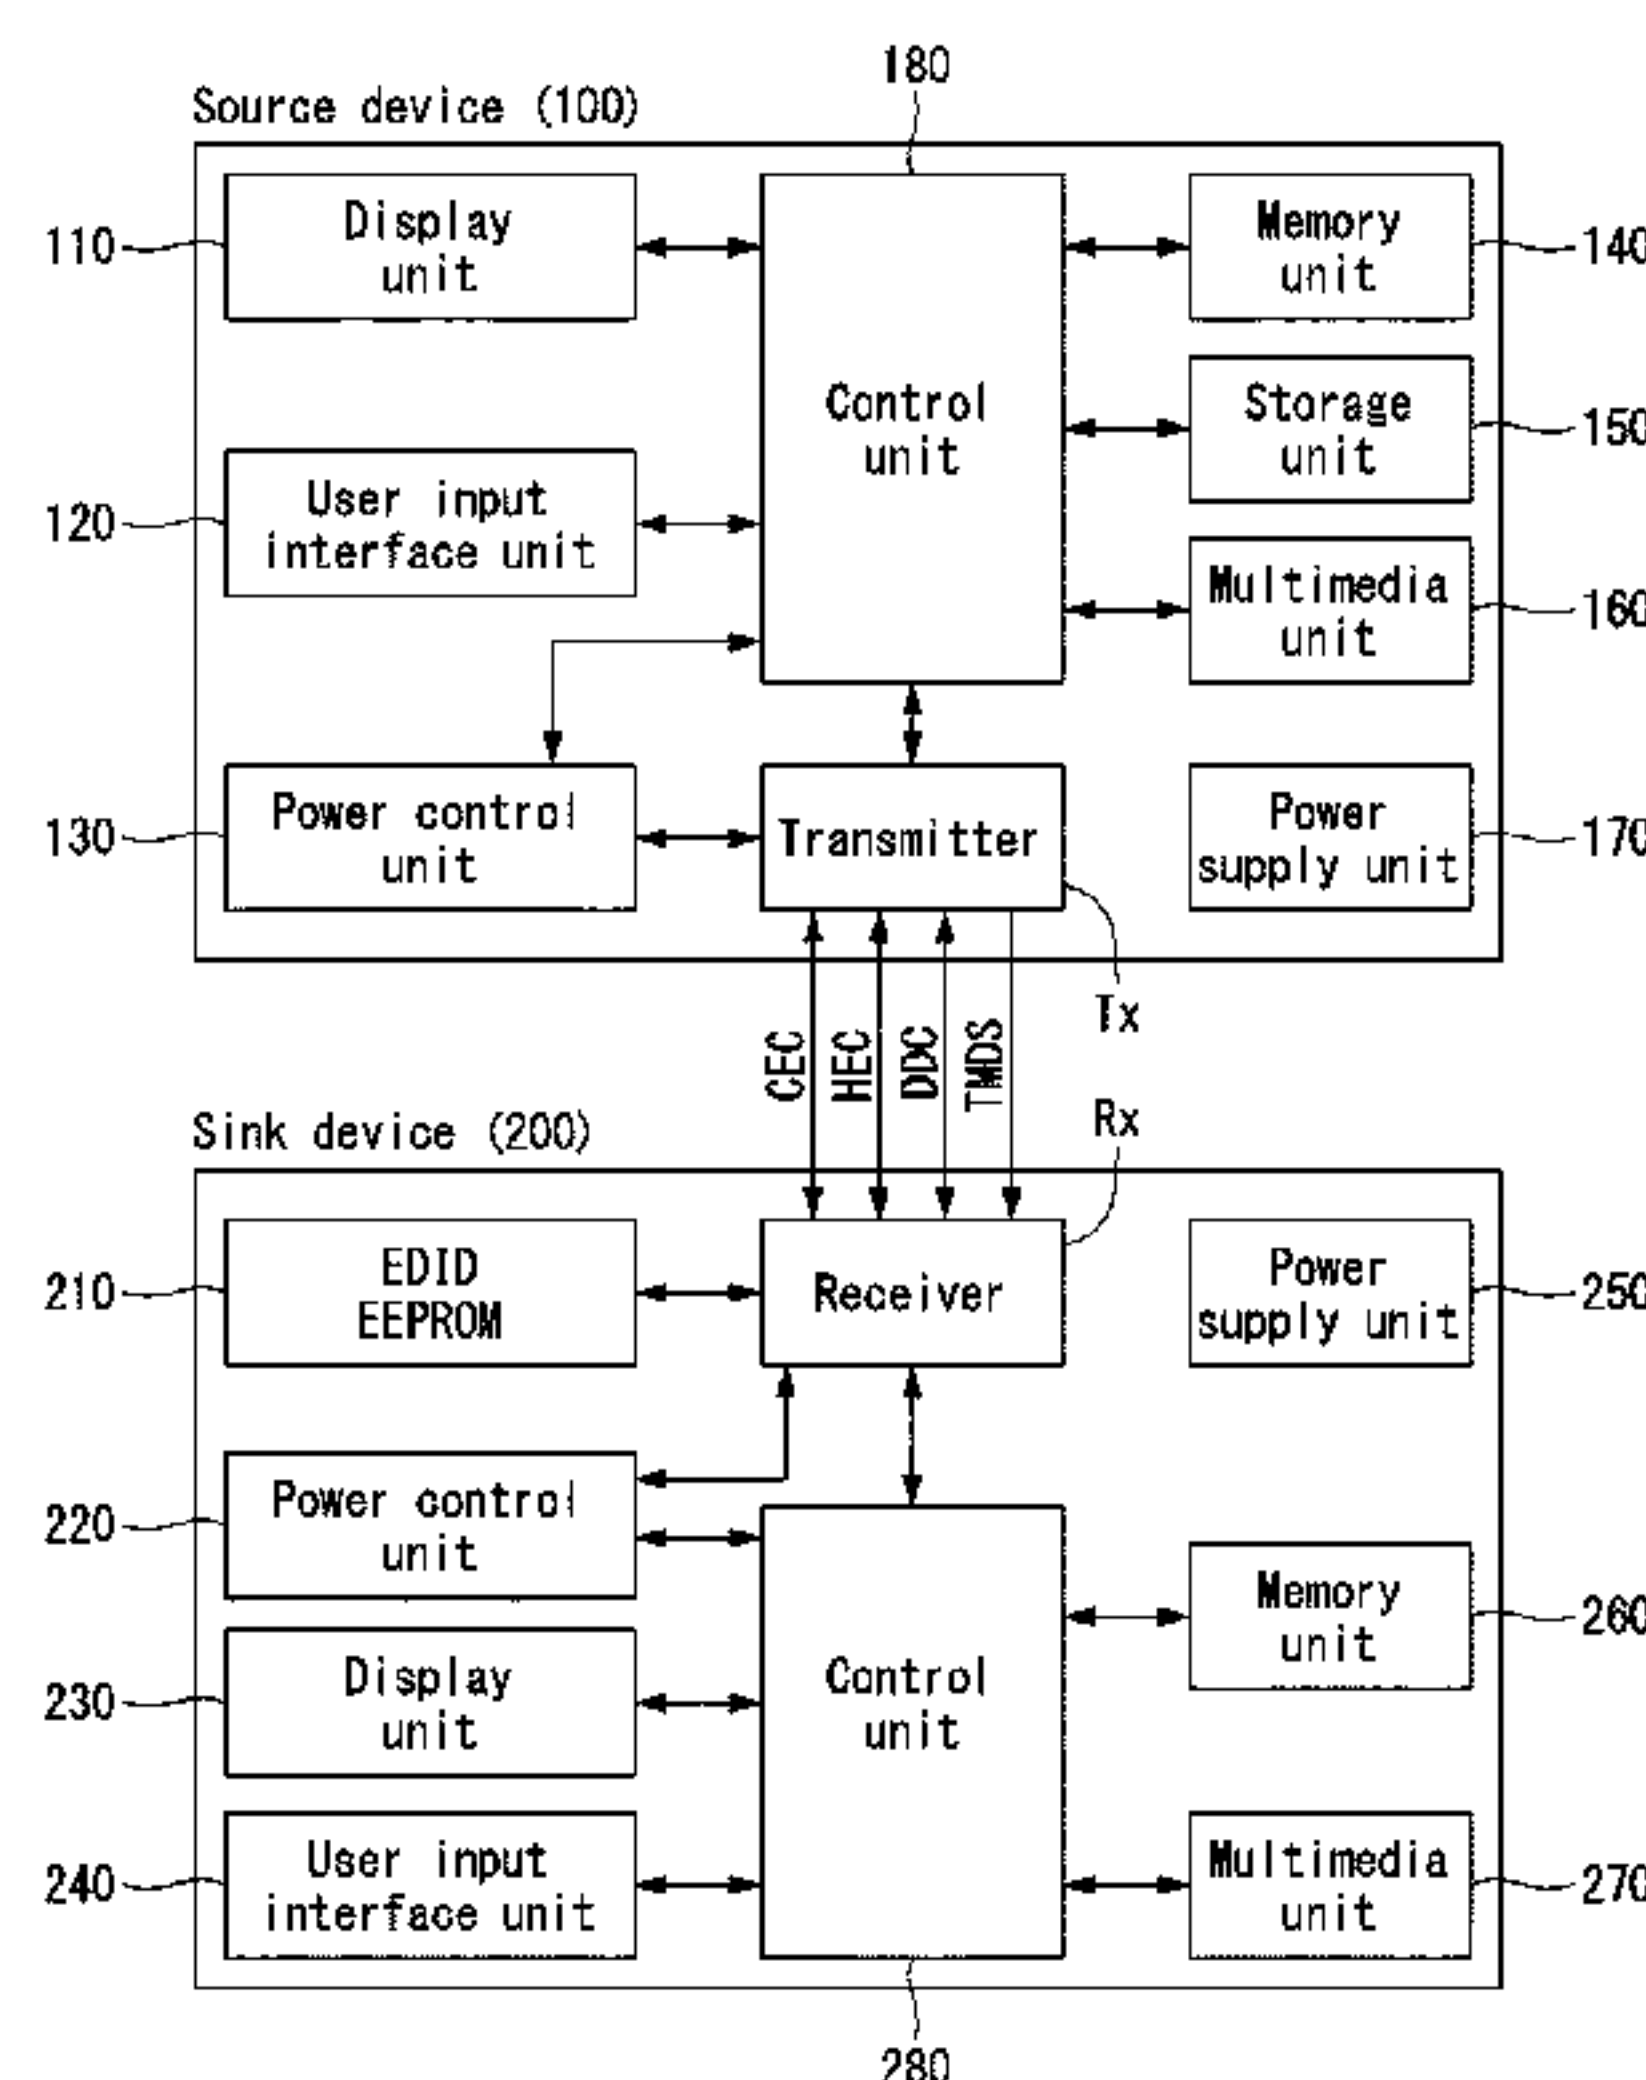 180
Source device (100)
110
Display
unit
Memory
unit
140
Control
unit
Storage
unit
150
120
User input
interface unit
Multimedia
unit
160
130
Power control
unit
Transmitter
Power
supply unit
170
Tx
CEC
HEC
DDC
TMDS
Rx
Sink device (200)
210
EDID
EEPROM
Receiver
Power
supply unit
250
220
Power control
unit
Memory
unit
260
230
Display
unit
Control
unit
240
User input
interface unit
Multimedia
unit
270
280